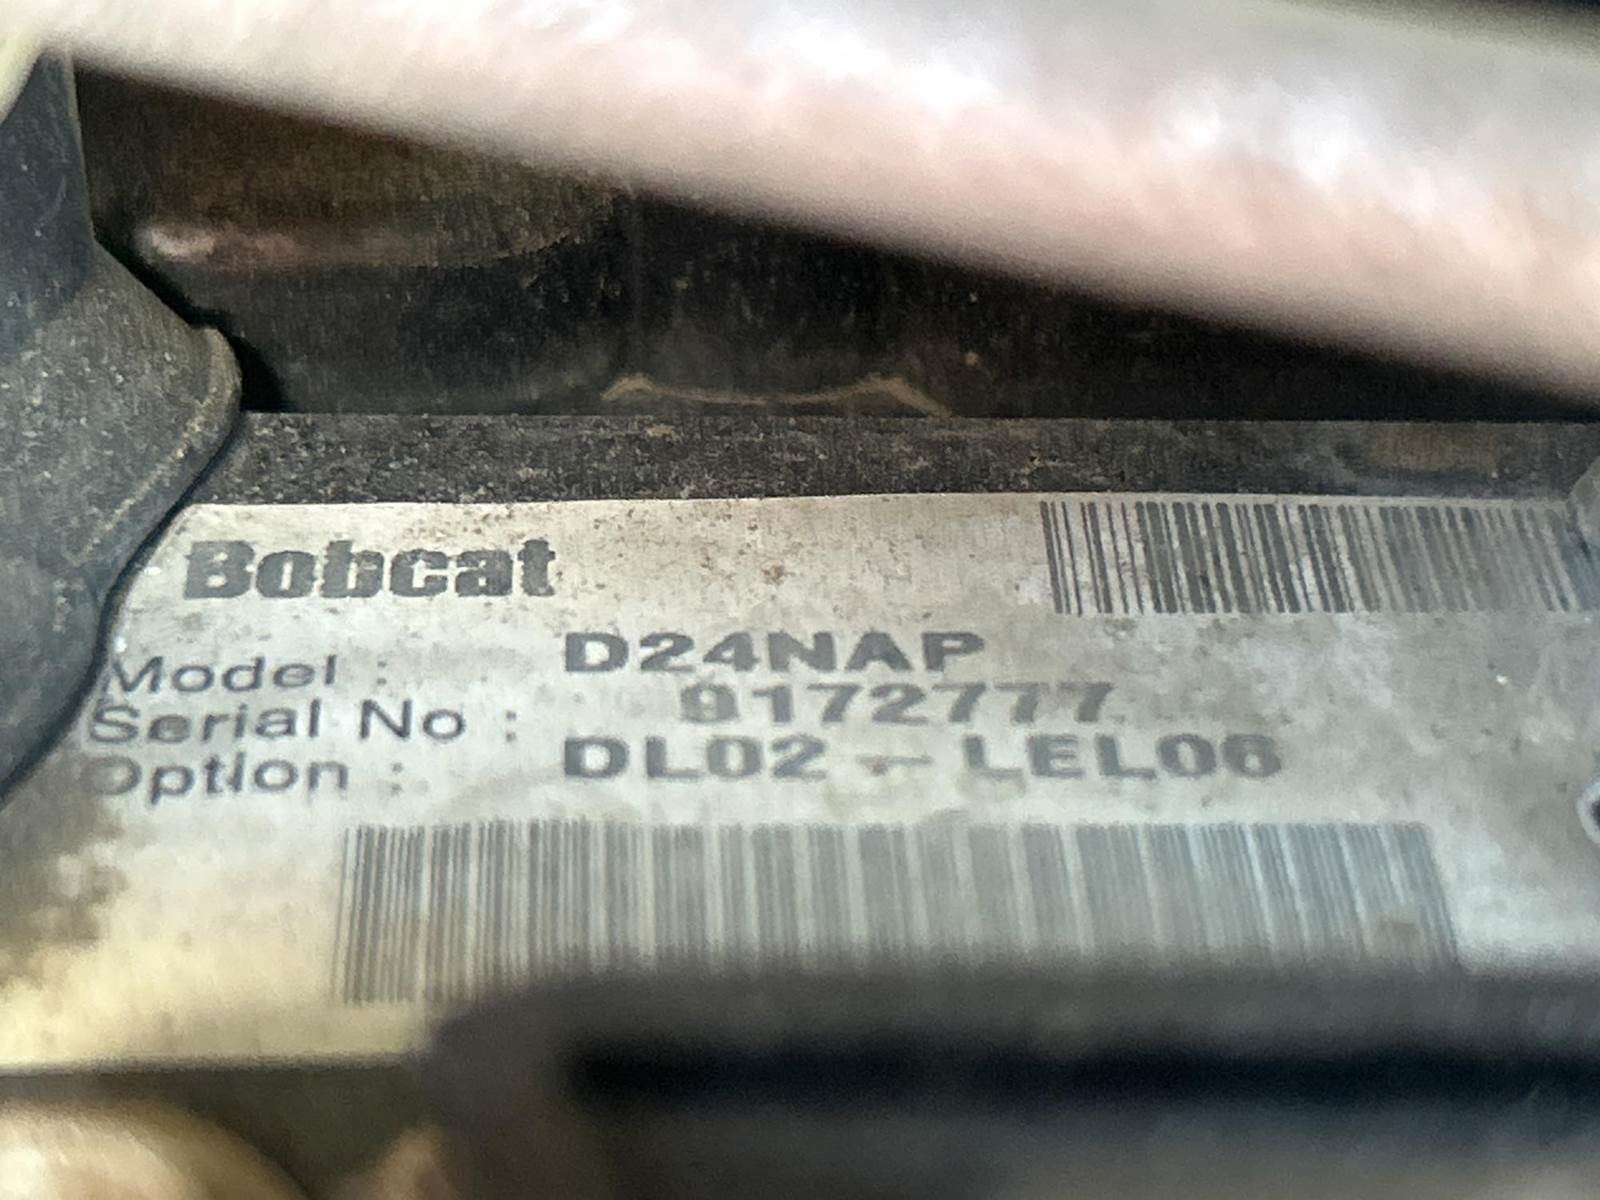 Bobcat
Model : D24NAP
Serial No : 9172777
Option : DL02 - LEL06